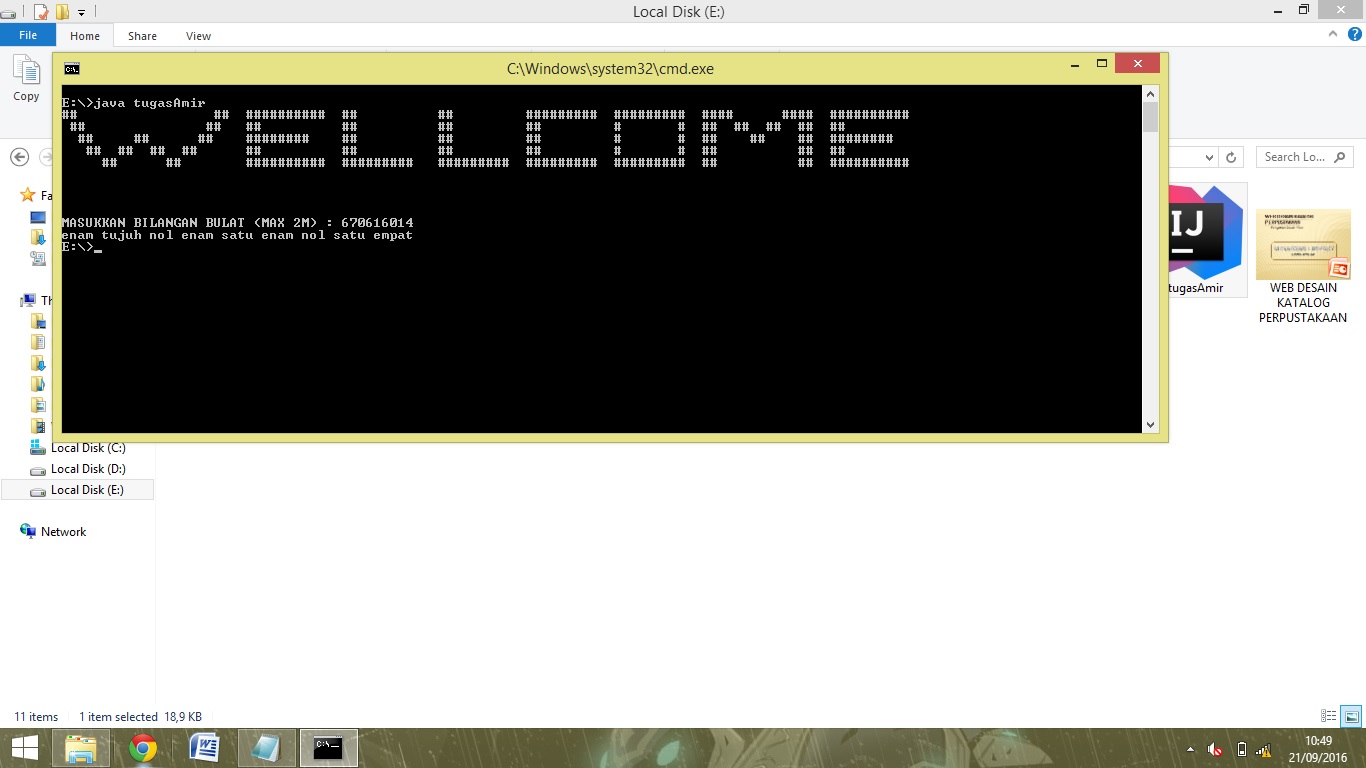 Local Disk (E:)
File Home Share View
Copy
C:\Windows\system32\cmd.exe
E:\>java tugasAmir
WELLCOME
MASUKKAN BILANGAN BULAT (MAX 2M) : 670616014
enam tujuh nol enam satu enam nol satu empat
E:\>_
Search Lo...
Fa
Th
Local Disk (C:)
Local Disk (D:)
Local Disk (E:)
Network
IJ
tugasAmir
WEB DESAIN
KATALOG
PERPUSTAKAAN
11 items 1 item selected 18,9 KB
10:49
21/09/2016